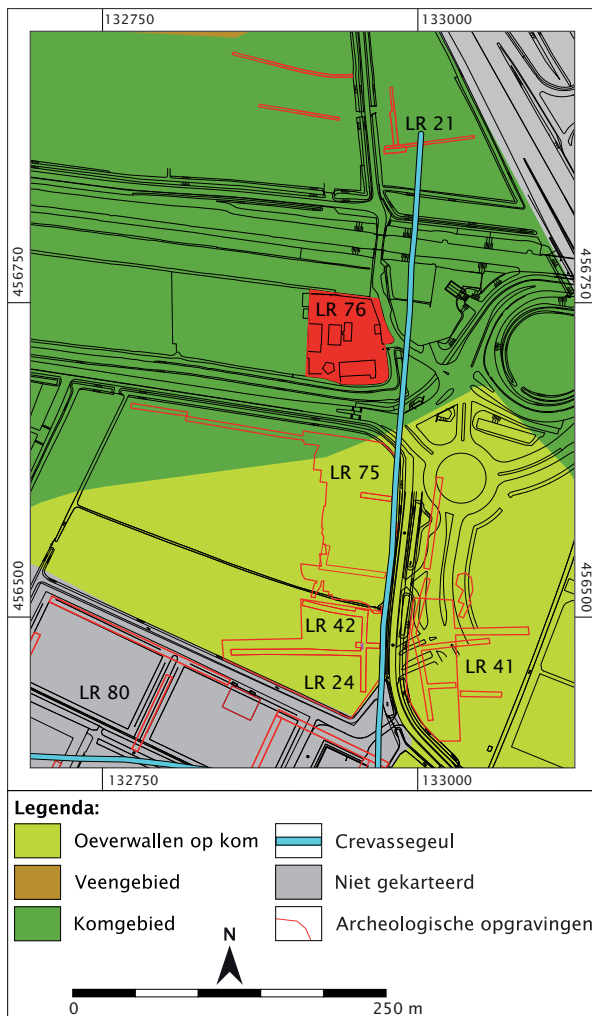 132750 133000
LR 21
456750 456750
LR 76
LR 75
456500 456500
LR 42
LR 41
LR 24
LR 80
132750 133000
Legenda:
Oeverwallen op kom
Crevassegeul
Veengebied
Niet gekarteerd
Komgebied
Archeologische opgravingen
N
0 250 m